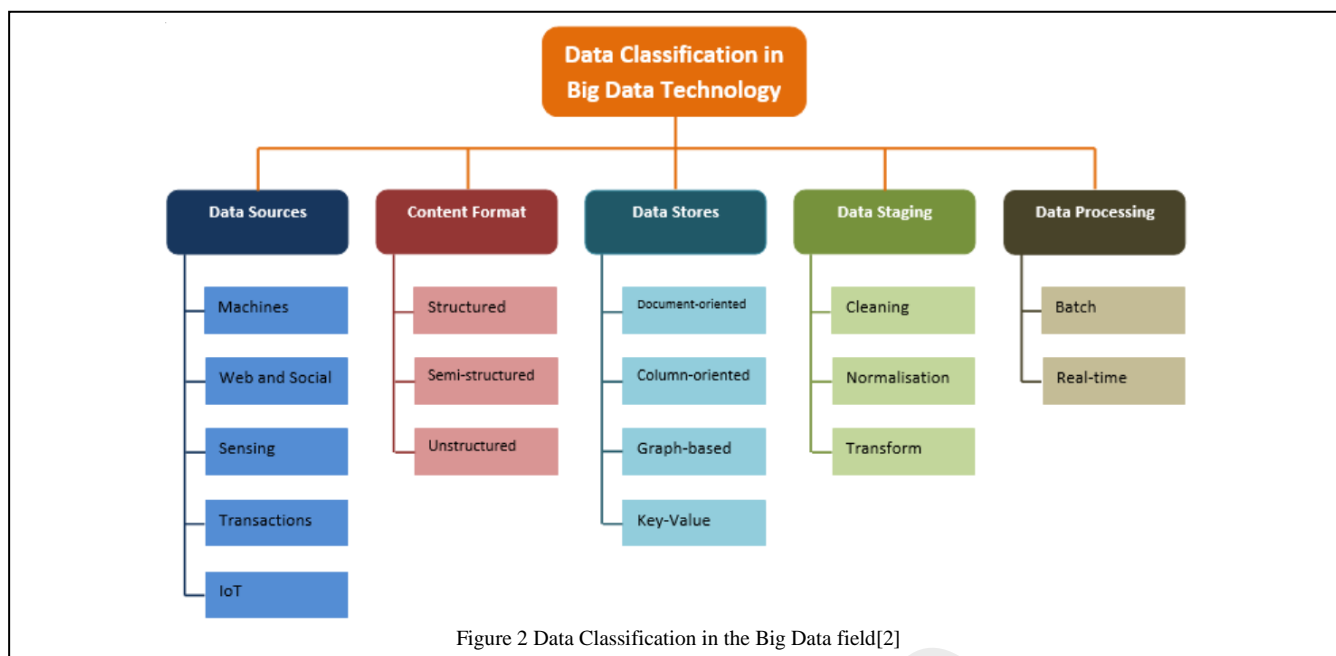 Data Classification in
Big Data Technology
Data Sources
Machines
Web and Social
Sensing
Transactions
IoT
Content Format
Structured
Semi-structured
Unstructured
Data Stores
Document-oriented
Column-oriented
Graph-based
Key-Value
Data Staging
Cleaning
Normalisation
Transform
Data Processing
Batch
Real-time
Figure 2 Data Classification in the Big Data field[2]